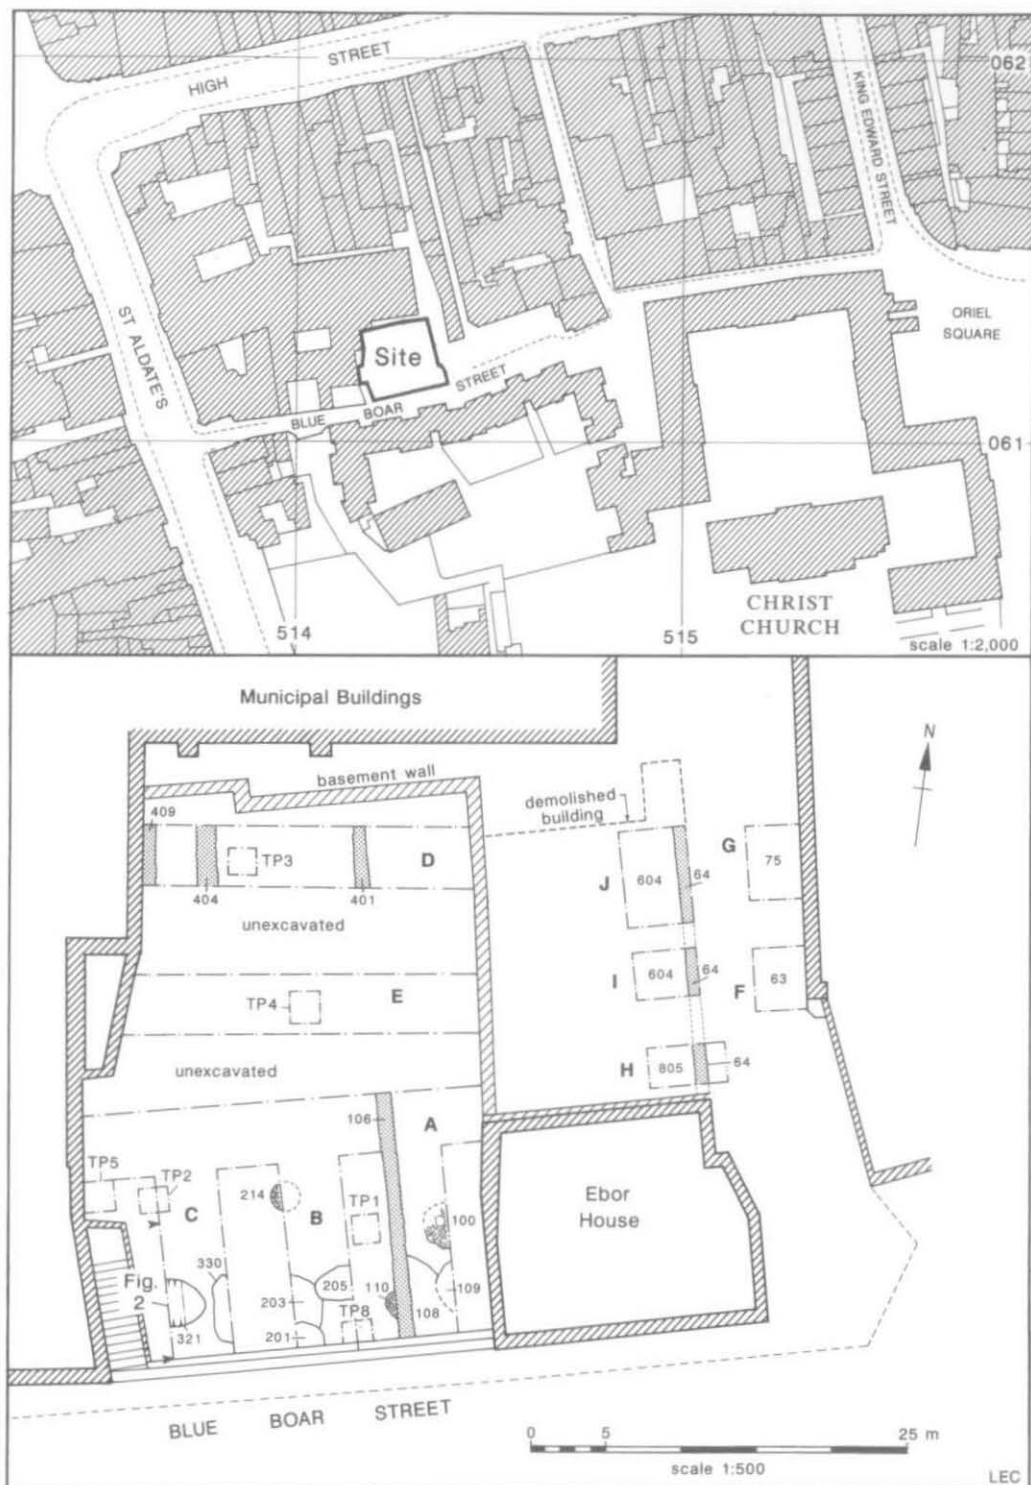 HIGH STREET
062
KING EDWARD STREET
ST ALDATE'S
ORIEL
SQUARE
Site
BLUE BOAR STREET
061
CHRIST
CHURCH
514
515
scale 1:2,000
Municipal Buildings
N
basement wall
demolished
building
409
TP3
D
G
75
J
604
64
404
401
unexcavated
I
604
64
F
63
TP4
E
H
805
64
unexcavated
106
A
TP5
TP2
C
214
B
TP1
100
Ebor
House
Fig.
2
330
205
110
109
203
321
201
TP8
108
BLUE BOAR STREET
0 5 25 m
scale 1:500
LEC